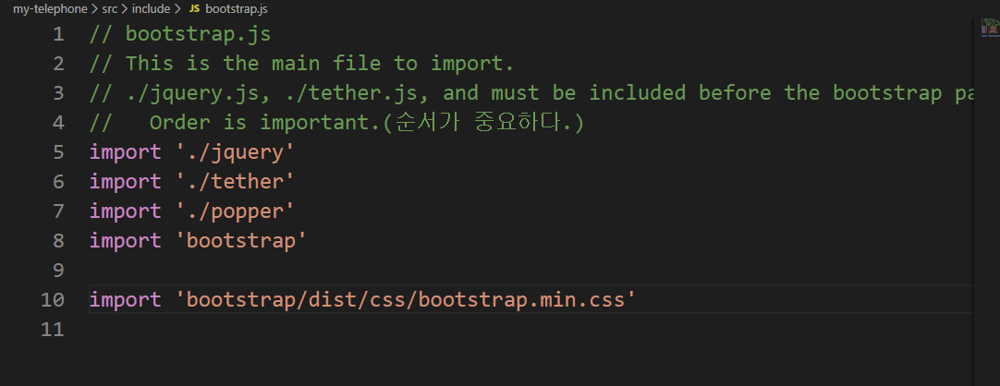 my-telephone > src > include > JS bootstrap.js
1 // bootstrap.js
2 // This is the main file to import.
3 // ./jquery.js, ./tether.js, and must be included before the bootstrap pa
4 //   Order is important.(순서가 중요하다.)
5 import './jquery'
6 import './tether'
7 import './popper'
8 import 'bootstrap'
9
10 import 'bootstrap/dist/css/bootstrap.min.css'
11